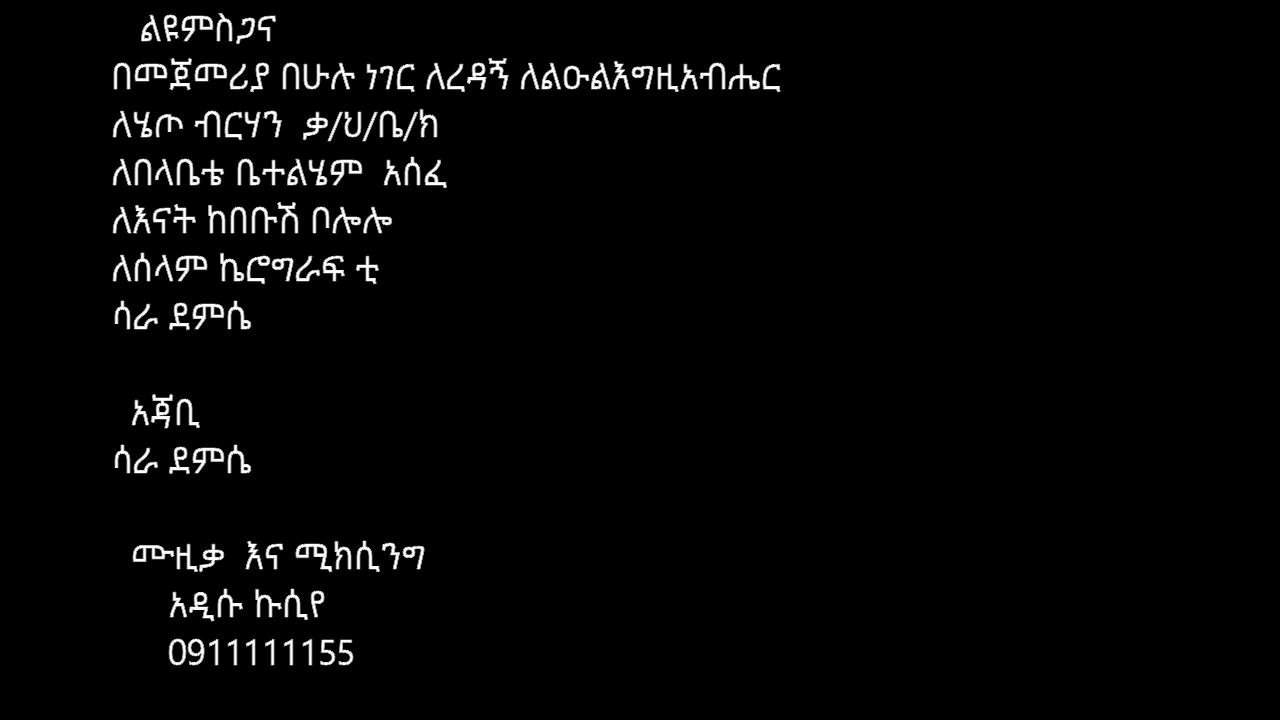 ልዩምስጋና
በመጀመሪያ በሁሉ ነገር ለረዳኝ ለልዑልእግዚአብሔር
ለሄጦ ብርሃን ቃ/ህ/ቤ/ክ
ለበላቤቴ ቤተልሄም አሰፈ
ለእናት ከበቡሽ ቦሎሎ
ለሰላም ኬሮግራፍ ቲ
ሳራ ደምሴ
አጃቢ
ሳራ ደምሴ
ሙዚቃ እና ሚክሲንግ
አዲሱ ኩሲየ
0911111155